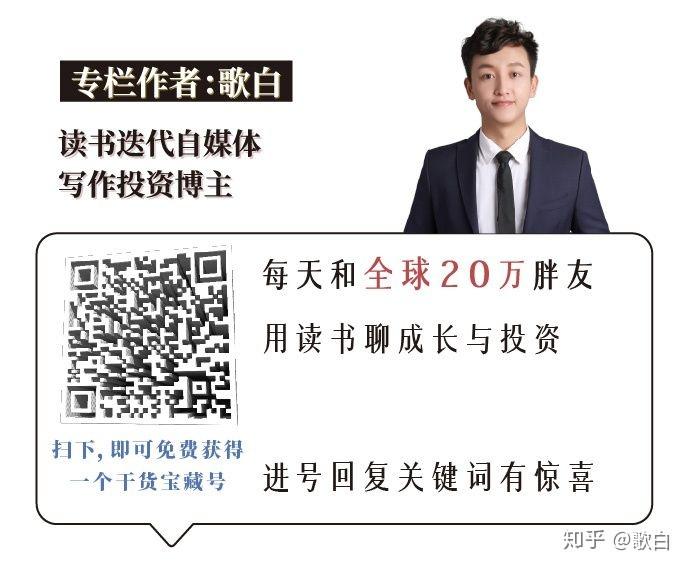 专栏作者:歌白
读书迭代自媒体
写作投资博主
每天和全球20万胖友
用读书聊成长与投资
扫下,即可免费获得
一个干货宝藏号
进号回复关键词有惊喜
知乎 @歌白